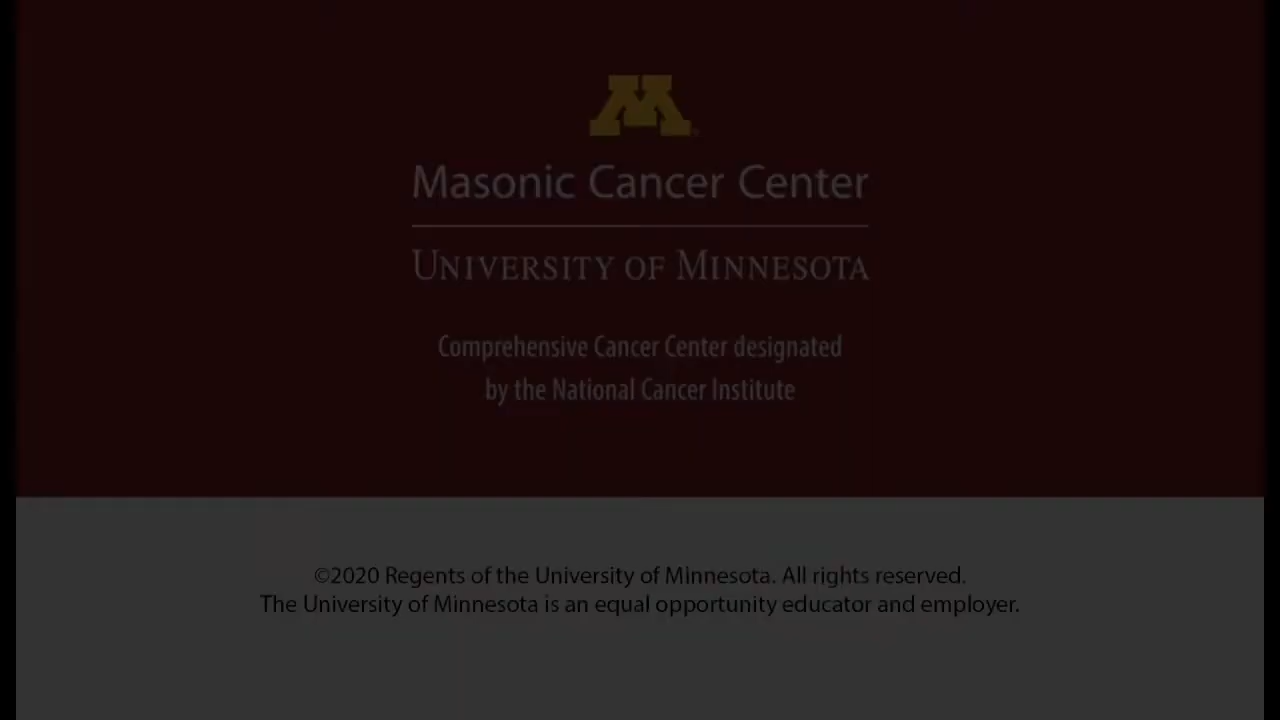 M
Masonic Cancer Center
UNIVERSITY OF MINNESOTA
Comprehensive Cancer Center designated
by the National Cancer Institute
©2020 Regents of the University of Minnesota. All rights reserved.
The University of Minnesota is an equal opportunity educator and employer.